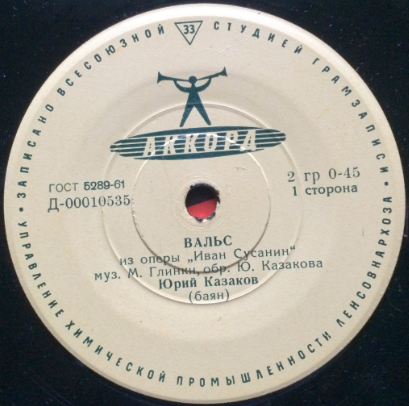 • ЗАПИСАНО ВСЕСОЮЗНОЙ 33 СТУДИЕЙ ГРАМЗАПИСИ •
АККОРД
ГОСТ 5289-61
Д-00010535
2 гр 0-45
1 сторона
ВАЛЬС
из оперы „Иван Сусанин“
муз. М. Глинки, обр. Ю. Казакова
Юрий Казаков
(баян)
УПРАВЛЕНИЕ ХИМИЧЕСКОЙ ПРОМЫШЛЕННОСТИ ЛЕНСОВНАРХОЗА